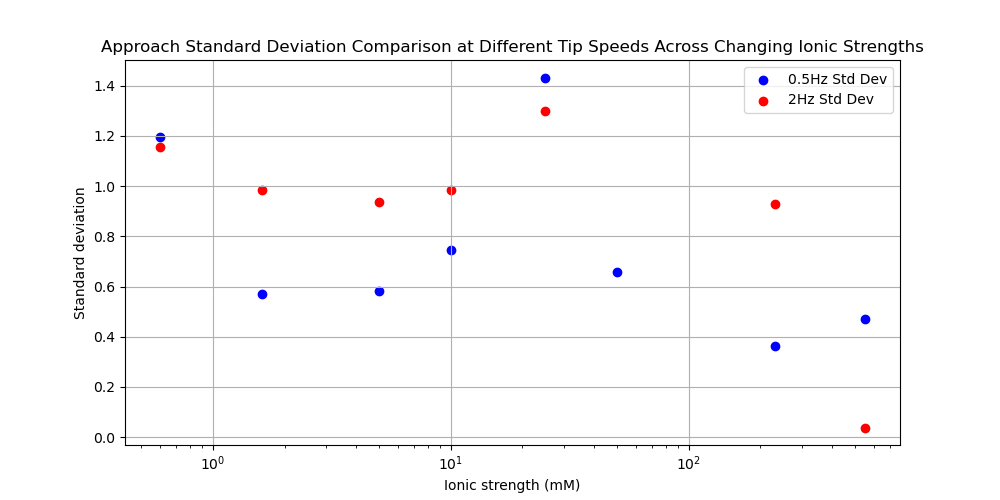 Approach Standard Deviation Comparison at Different Tip Speeds Across Changing Ionic Strengths
0.5Hz Std Dev
2Hz Std Dev
Standard deviation
1.4
1.2
1.0
0.8
0.6
0.4
0.2
0.0
10⁰ 10¹ 10²
Ionic strength (mM)